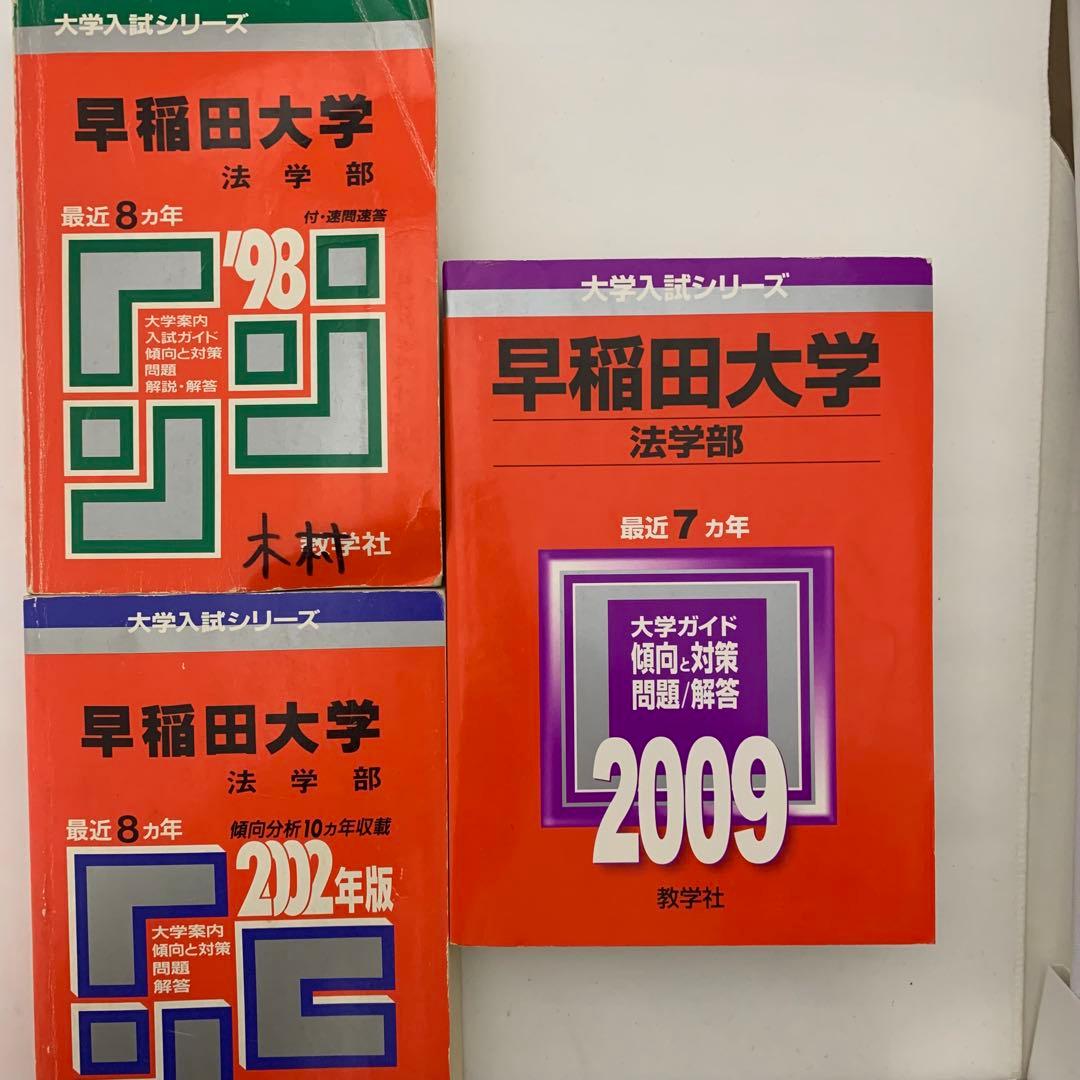 大学入試シリーズ
早稲田大学
法学部
最近8ヵ年
付・速問速答
'98
大学案内
入試ガイド
傾向と対策
問題
解説・解答
木村
教学社
大学入試シリーズ
早稲田大学
法学部
最近8ヵ年
傾向分析10ヵ年収載
2002年版
大学案内
傾向と対策
問題
解答
大学入試シリーズ
早稲田大学
法学部
最近7ヵ年
大学ガイド
傾向と対策
問題/解答
2009
教学社